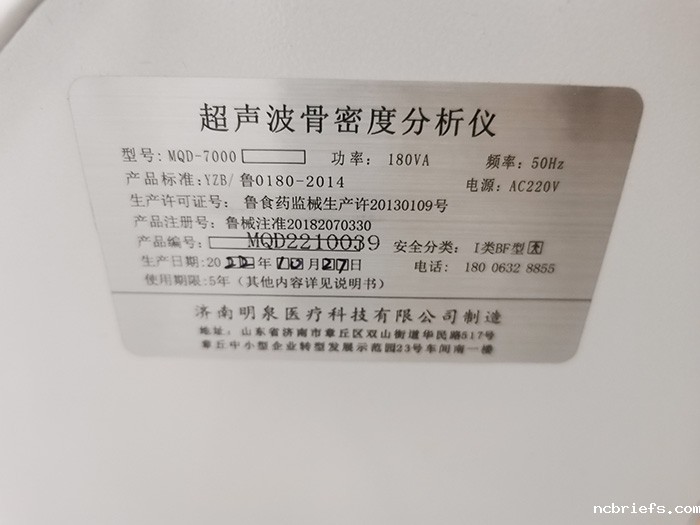 超声波骨密度分析仪
型号: MQD-7000 功率: 180VA 频率: 50Hz
产品标准: YZB/鲁0180-2014 电源: AC220V
生产许可证号: 鲁食药监械生产许20130109号
产品注册号: 鲁械注准20182070330
产品编号: MQD2210039 安全分类: I类BF型
生产日期: 2022年10月27日 电话: 180 0632 8855
使用期限: 5年 (其他内容详见说明书)
济南明泉医疗科技有限公司制造
地址: 山东省济南市章丘区双山街道华民路517号
章丘中小型企业转型发展示范园23号车间南一楼
ncbriefs.com